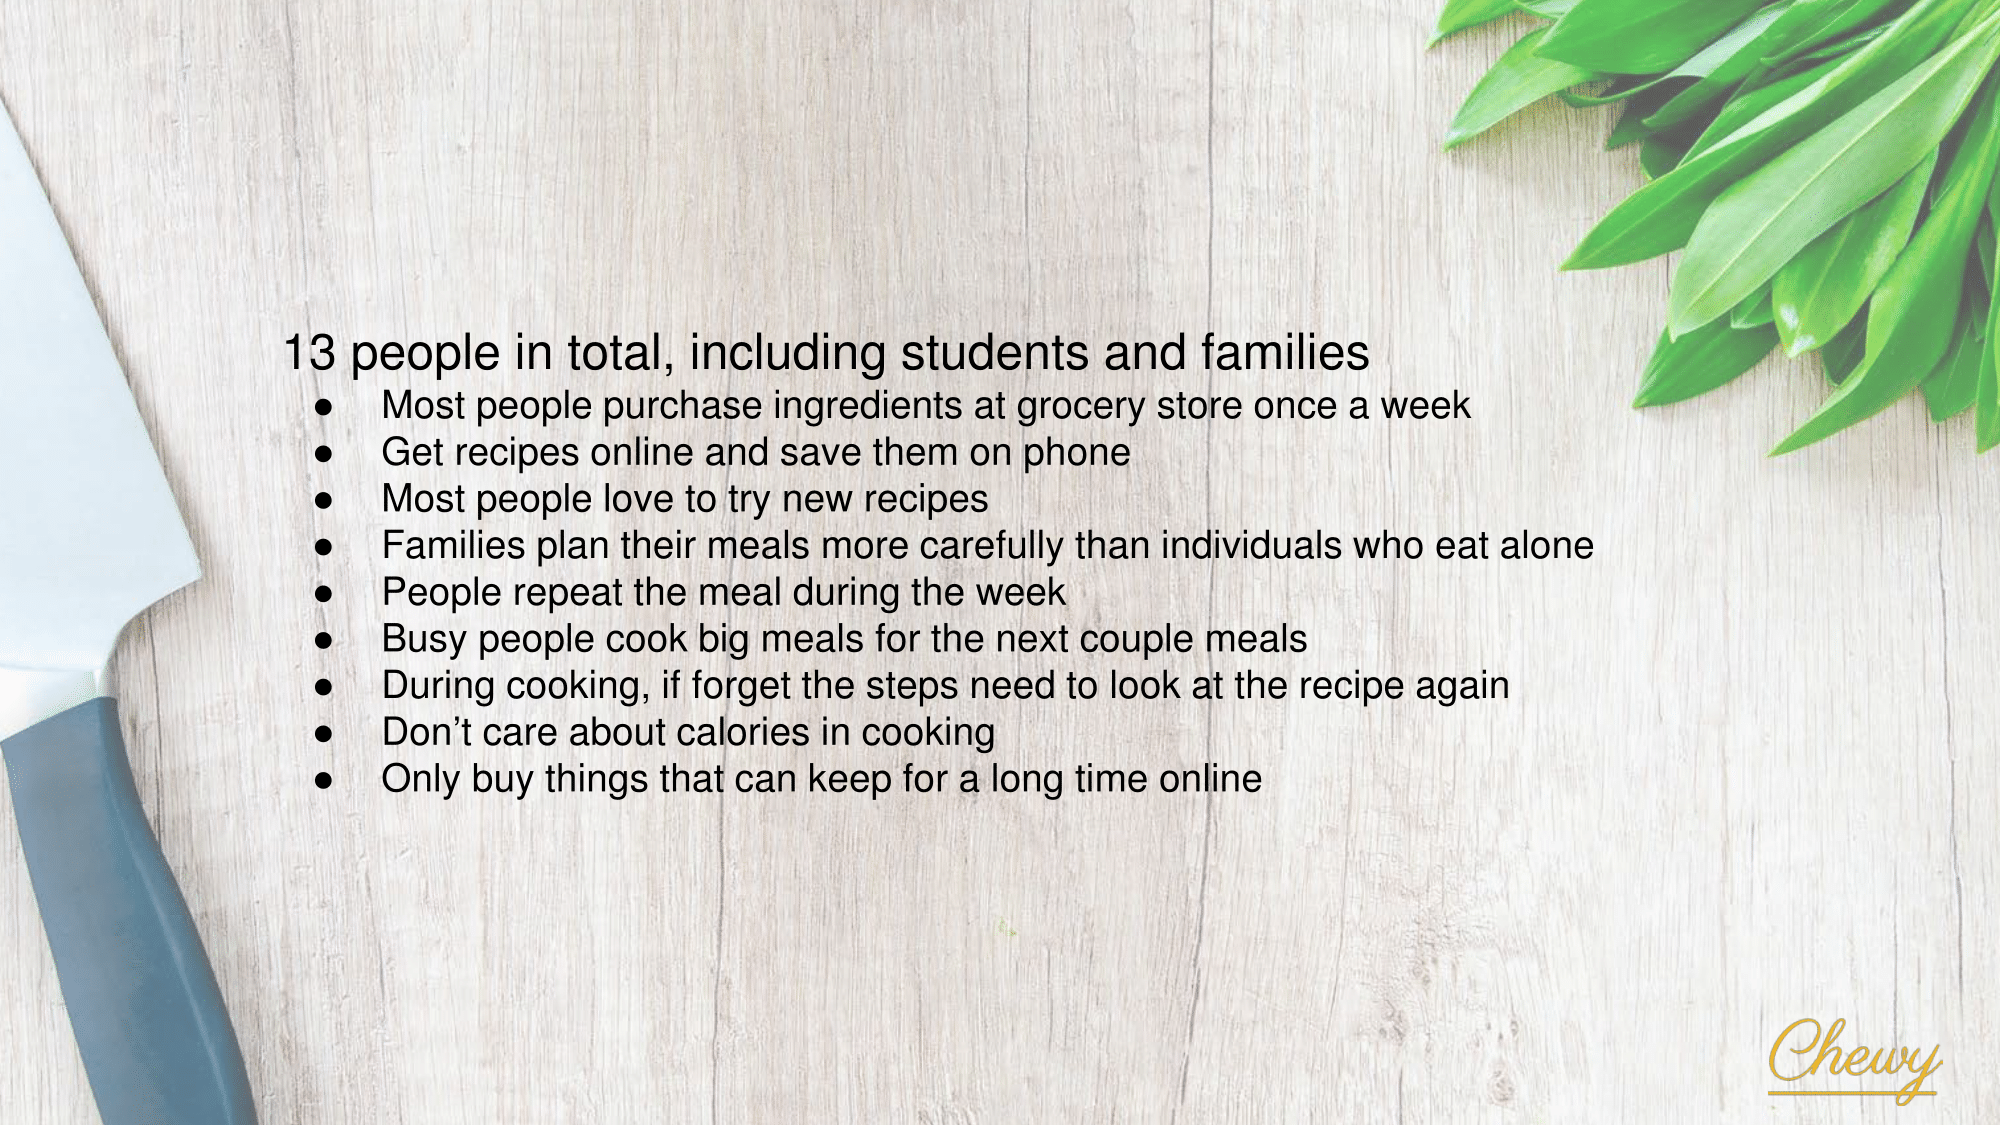 13 people in total, including students and families
● Most people purchase ingredients at grocery store once a week
● Get recipes online and save them on phone
● Most people love to try new recipes
● Families plan their meals more carefully than individuals who eat alone
● People repeat the meal during the week
● Busy people cook big meals for the next couple meals
● During cooking, if forget the steps need to look at the recipe again
● Don’t care about calories in cooking
● Only buy things that can keep for a long time online
Chewy